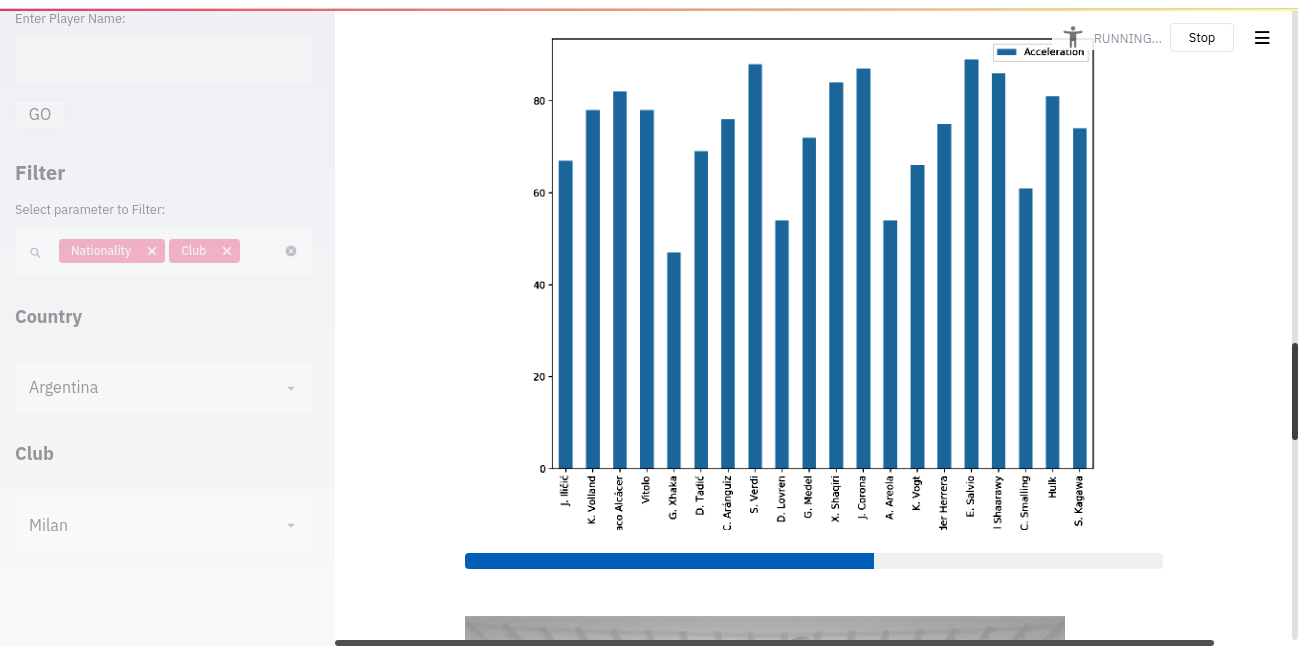 Enter Player Name:
GO
Filter
Select parameter to Filter:
Nationality Club
Country
Argentina
Club
Milan
RUNNING...
Stop
Acceleration
80
60
40
20
0
J. Iličić
K. Volland
aco Alcácer
Vitolo
G. Xhaka
D. Tadić
C. Aránguiz
S. Verdi
D. Lovren
G. Medel
X. Shaqiri
J. Corona
A. Areola
K. Vogt
der Herrera
E. Salvio
l Shaarawy
C. Smalling
Hulk
S. Kagawa